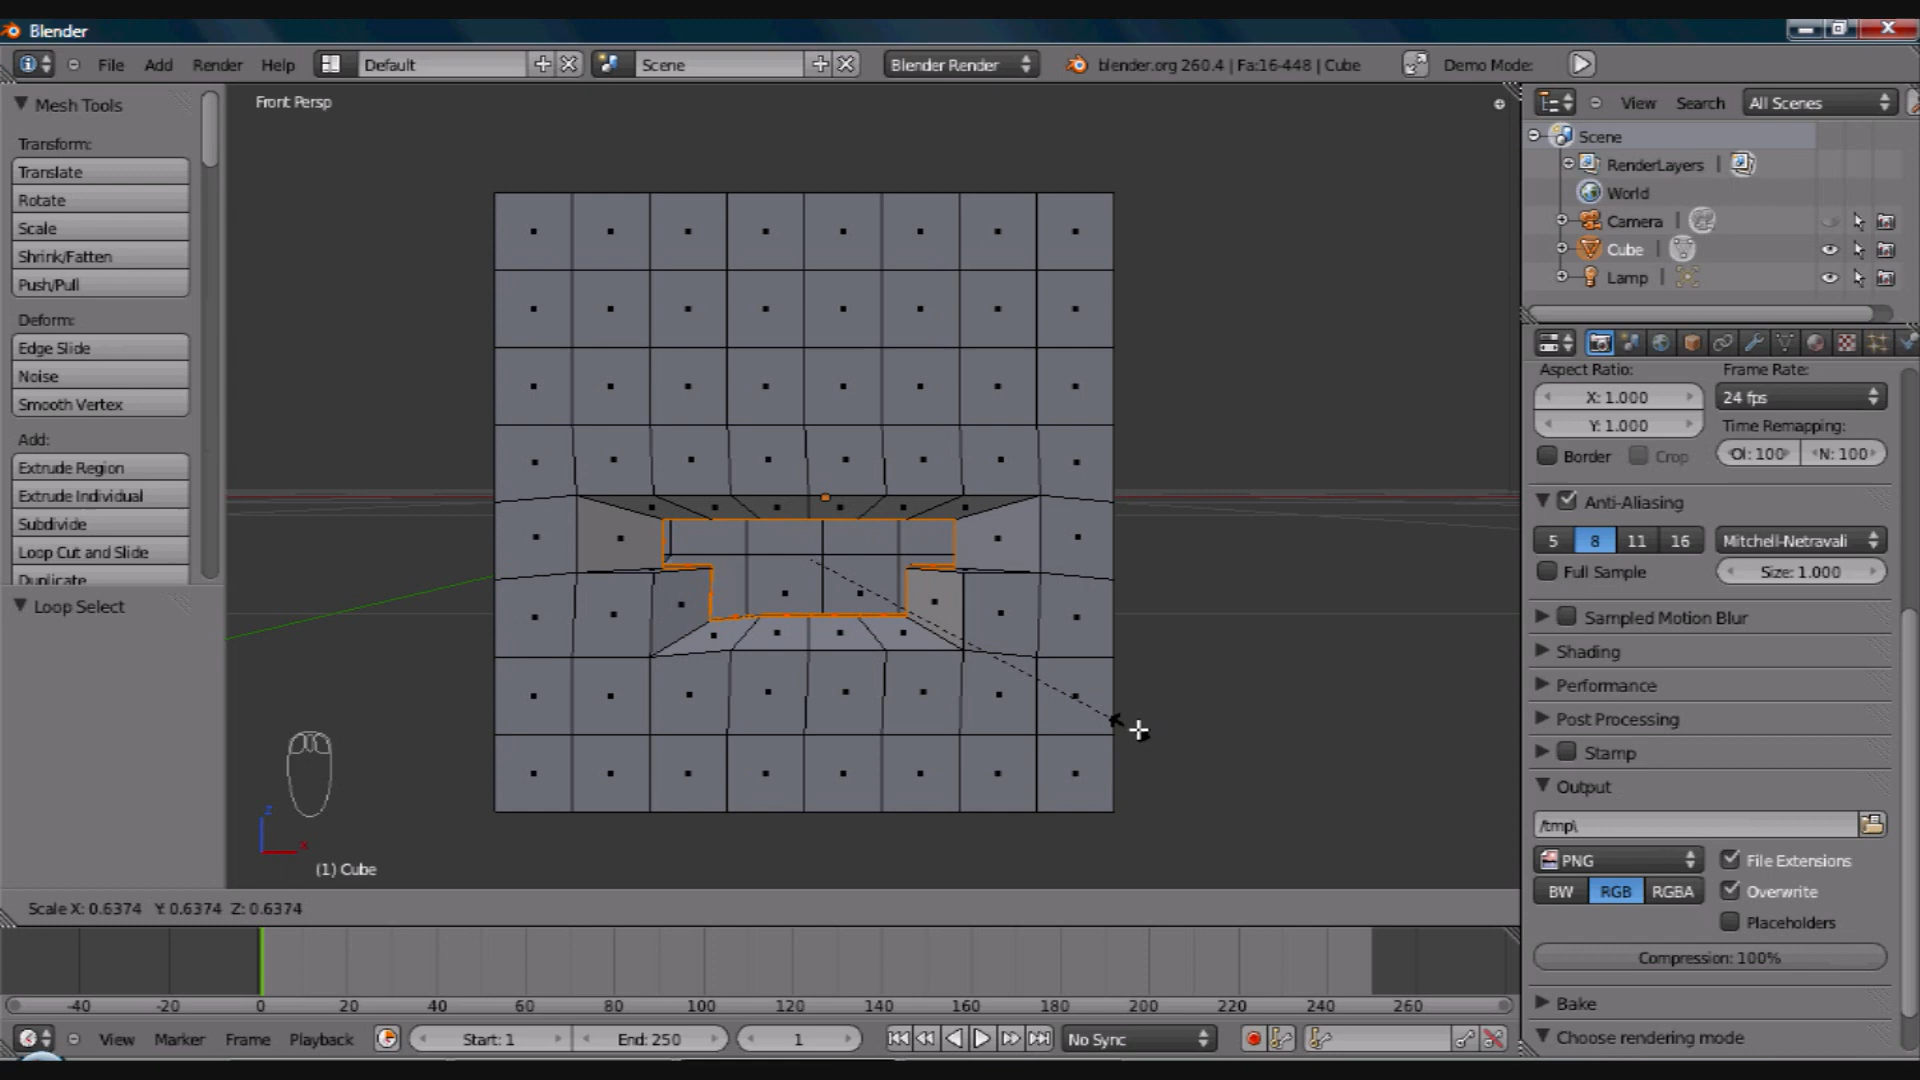 Blender
File Add Render Help Default Scene Blender Render blender.org 260.4 | Fa:16-448 | Cube Demo Mode:
Mesh Tools
Transform:
Translate
Rotate
Scale
Shrink/Fatten
Push/Pull
Deform:
Edge Slide
Noise
Smooth Vertex
Add:
Extrude Region
Extrude Individual
Subdivide
Loop Cut and Slide
Duplicate
Loop Select
Front Persp
z
x
(1) Cube
Scale X: 0.6374 Y: 0.6374 Z: 0.6374
View Search All Scenes
Scene
RenderLayers |
World
Camera |
Cube |
Lamp |
Aspect Ratio: Frame Rate:
X: 1.000 24 fps
Y: 1.000 Time Remapping:
Border Crop Ol: 100 N: 100
Anti-Aliasing
5 8 11 16 Mitchell-Netravali
Full Sample Size: 1.000
Sampled Motion Blur
Shading
Performance
Post Processing
Stamp
Output
/tmp\
PNG File Extensions
BW RGB RGBA Overwrite
Placeholders
Compression: 100%
Bake
Choose rendering mode
-40 -20 0 20 40 60 80 100 120 140 160 180 200 220 240 260
View Marker Frame Playback Start: 1 End: 250 1 No Sync